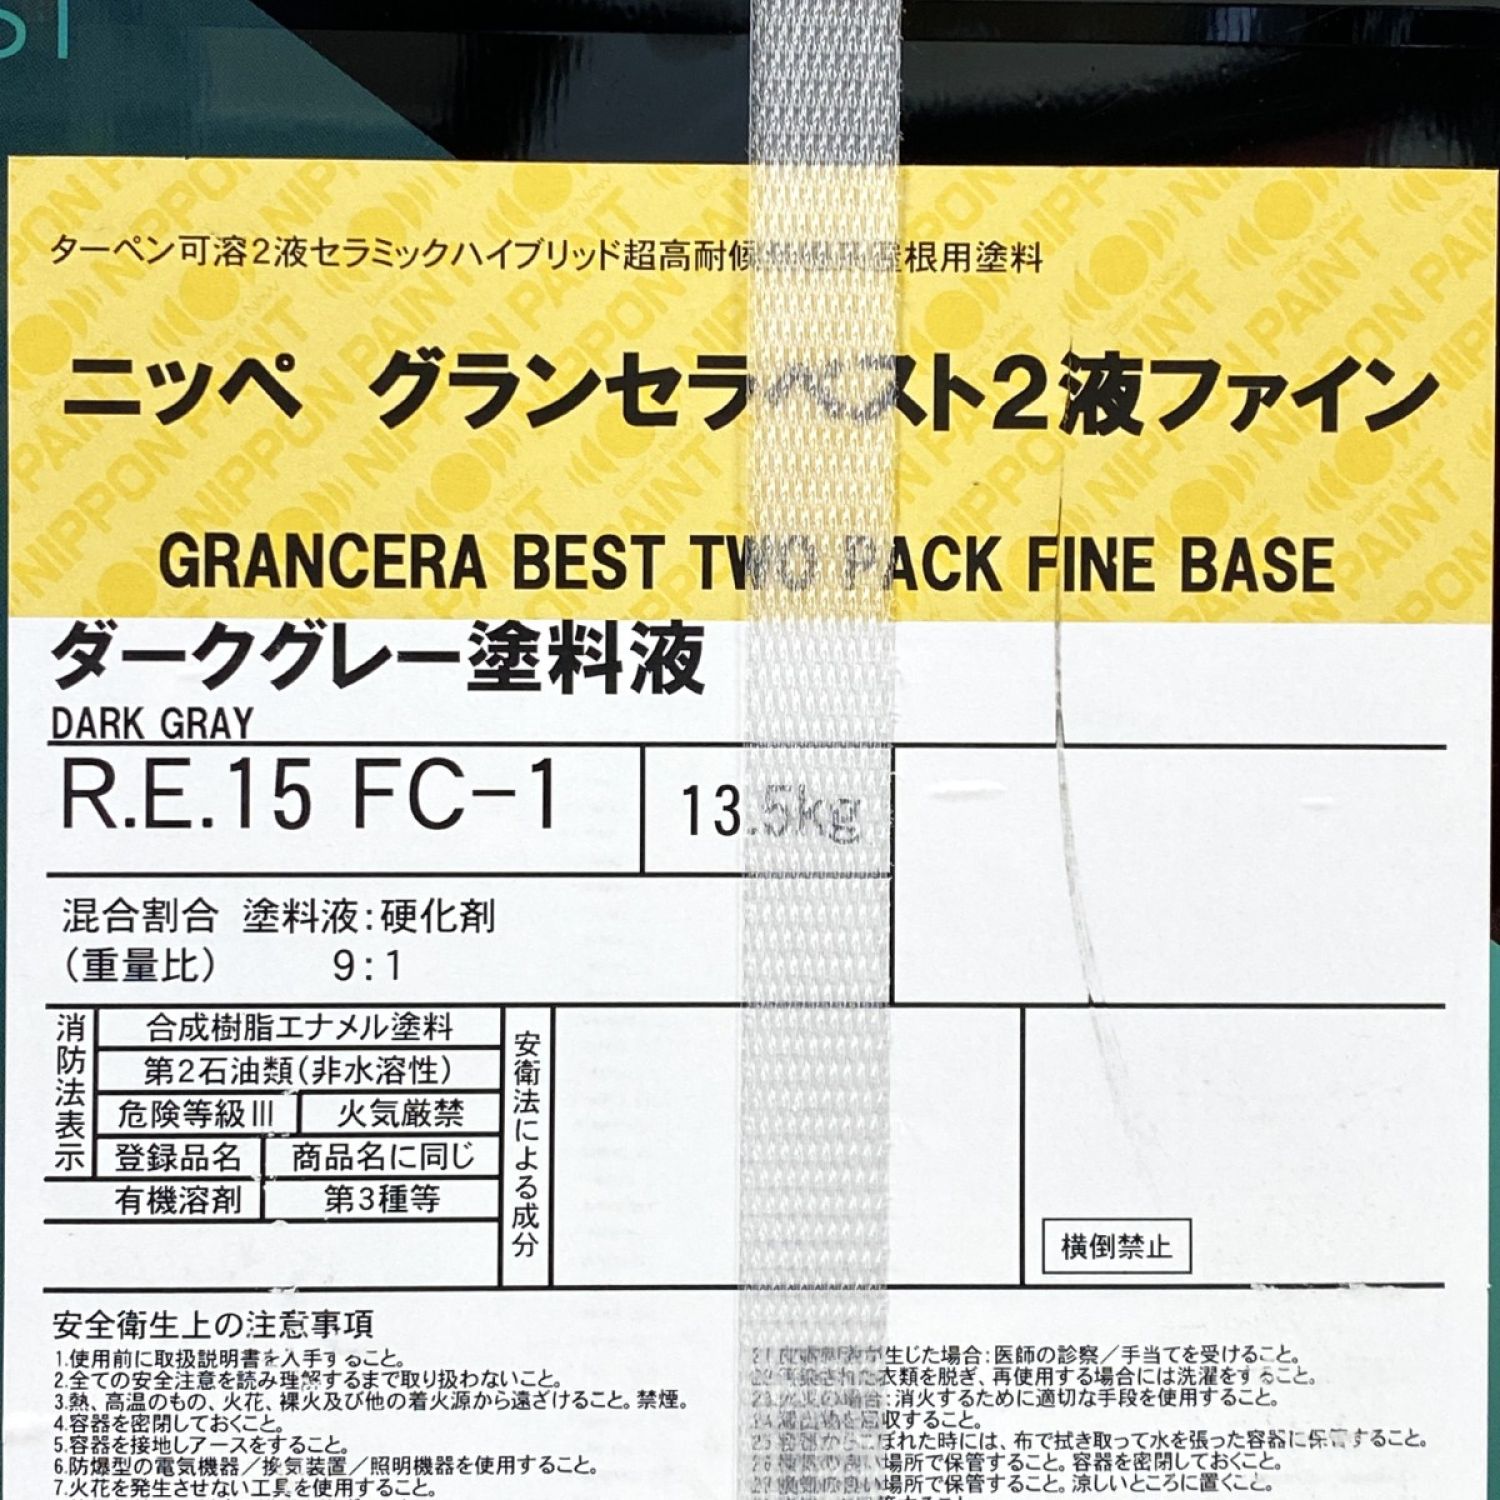 ST
ターペン可溶2液セラミックハイブリッド超高耐候 根用塗料
ニッペ グランセラベスト2液ファイン
GRANCERA BEST TWO PACK FINE BASE
ダークグレー塗料液
DARK GRAY
R.E.15 FC-1
13.5kg
混合割合 塗料液:硬化剤
(重量比) 9:1
消防法表示
合成樹脂エナメル塗料
第2石油類(非水溶性)
危険等級Ⅲ 火気厳禁
登録品名 商品名に同じ
有機溶剤 第3種等
安衛法による成分
横倒禁止
安全衛生上の注意事項
1.使用前に取扱説明書を入手すること。
2.全ての安全注意を読み理解するまで取り扱わないこと。
3.熱、高温のもの、火花、裸火及び他の着火源から遠ざけること。禁煙。
4.容器を密閉しておくこと。
5.容器を接地しアースをすること。
6.防爆型の電気機器/換気装置/照明機器を使用すること。
7.火花を発生させない工具を使用すること。
生じた場合:医師の診察/手当てを受けること。
衣類を脱ぎ、再使用する場合には洗濯をすること。
:消火するために適切な手段を使用すること。
収すること。
ぼれた時には、布で拭き取って水を張った容器に保管すること。
場所で保管すること。容器を密閉しておくこと。
場所で保管すること。涼しいところに置くこと。